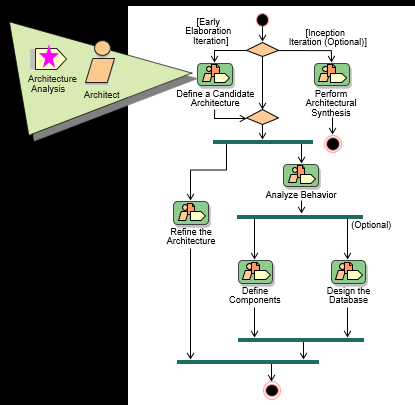 [Early
Elaboration
Iteration]
[Inception
Iteration (Optional)]
Architecture
Analysis
Architect
Define a Candidate
Architecture
Perform
Architectural
Synthesis
Analyze Behavior
Refine the
Architecture
(Optional)
Define
Components
Design the
Database